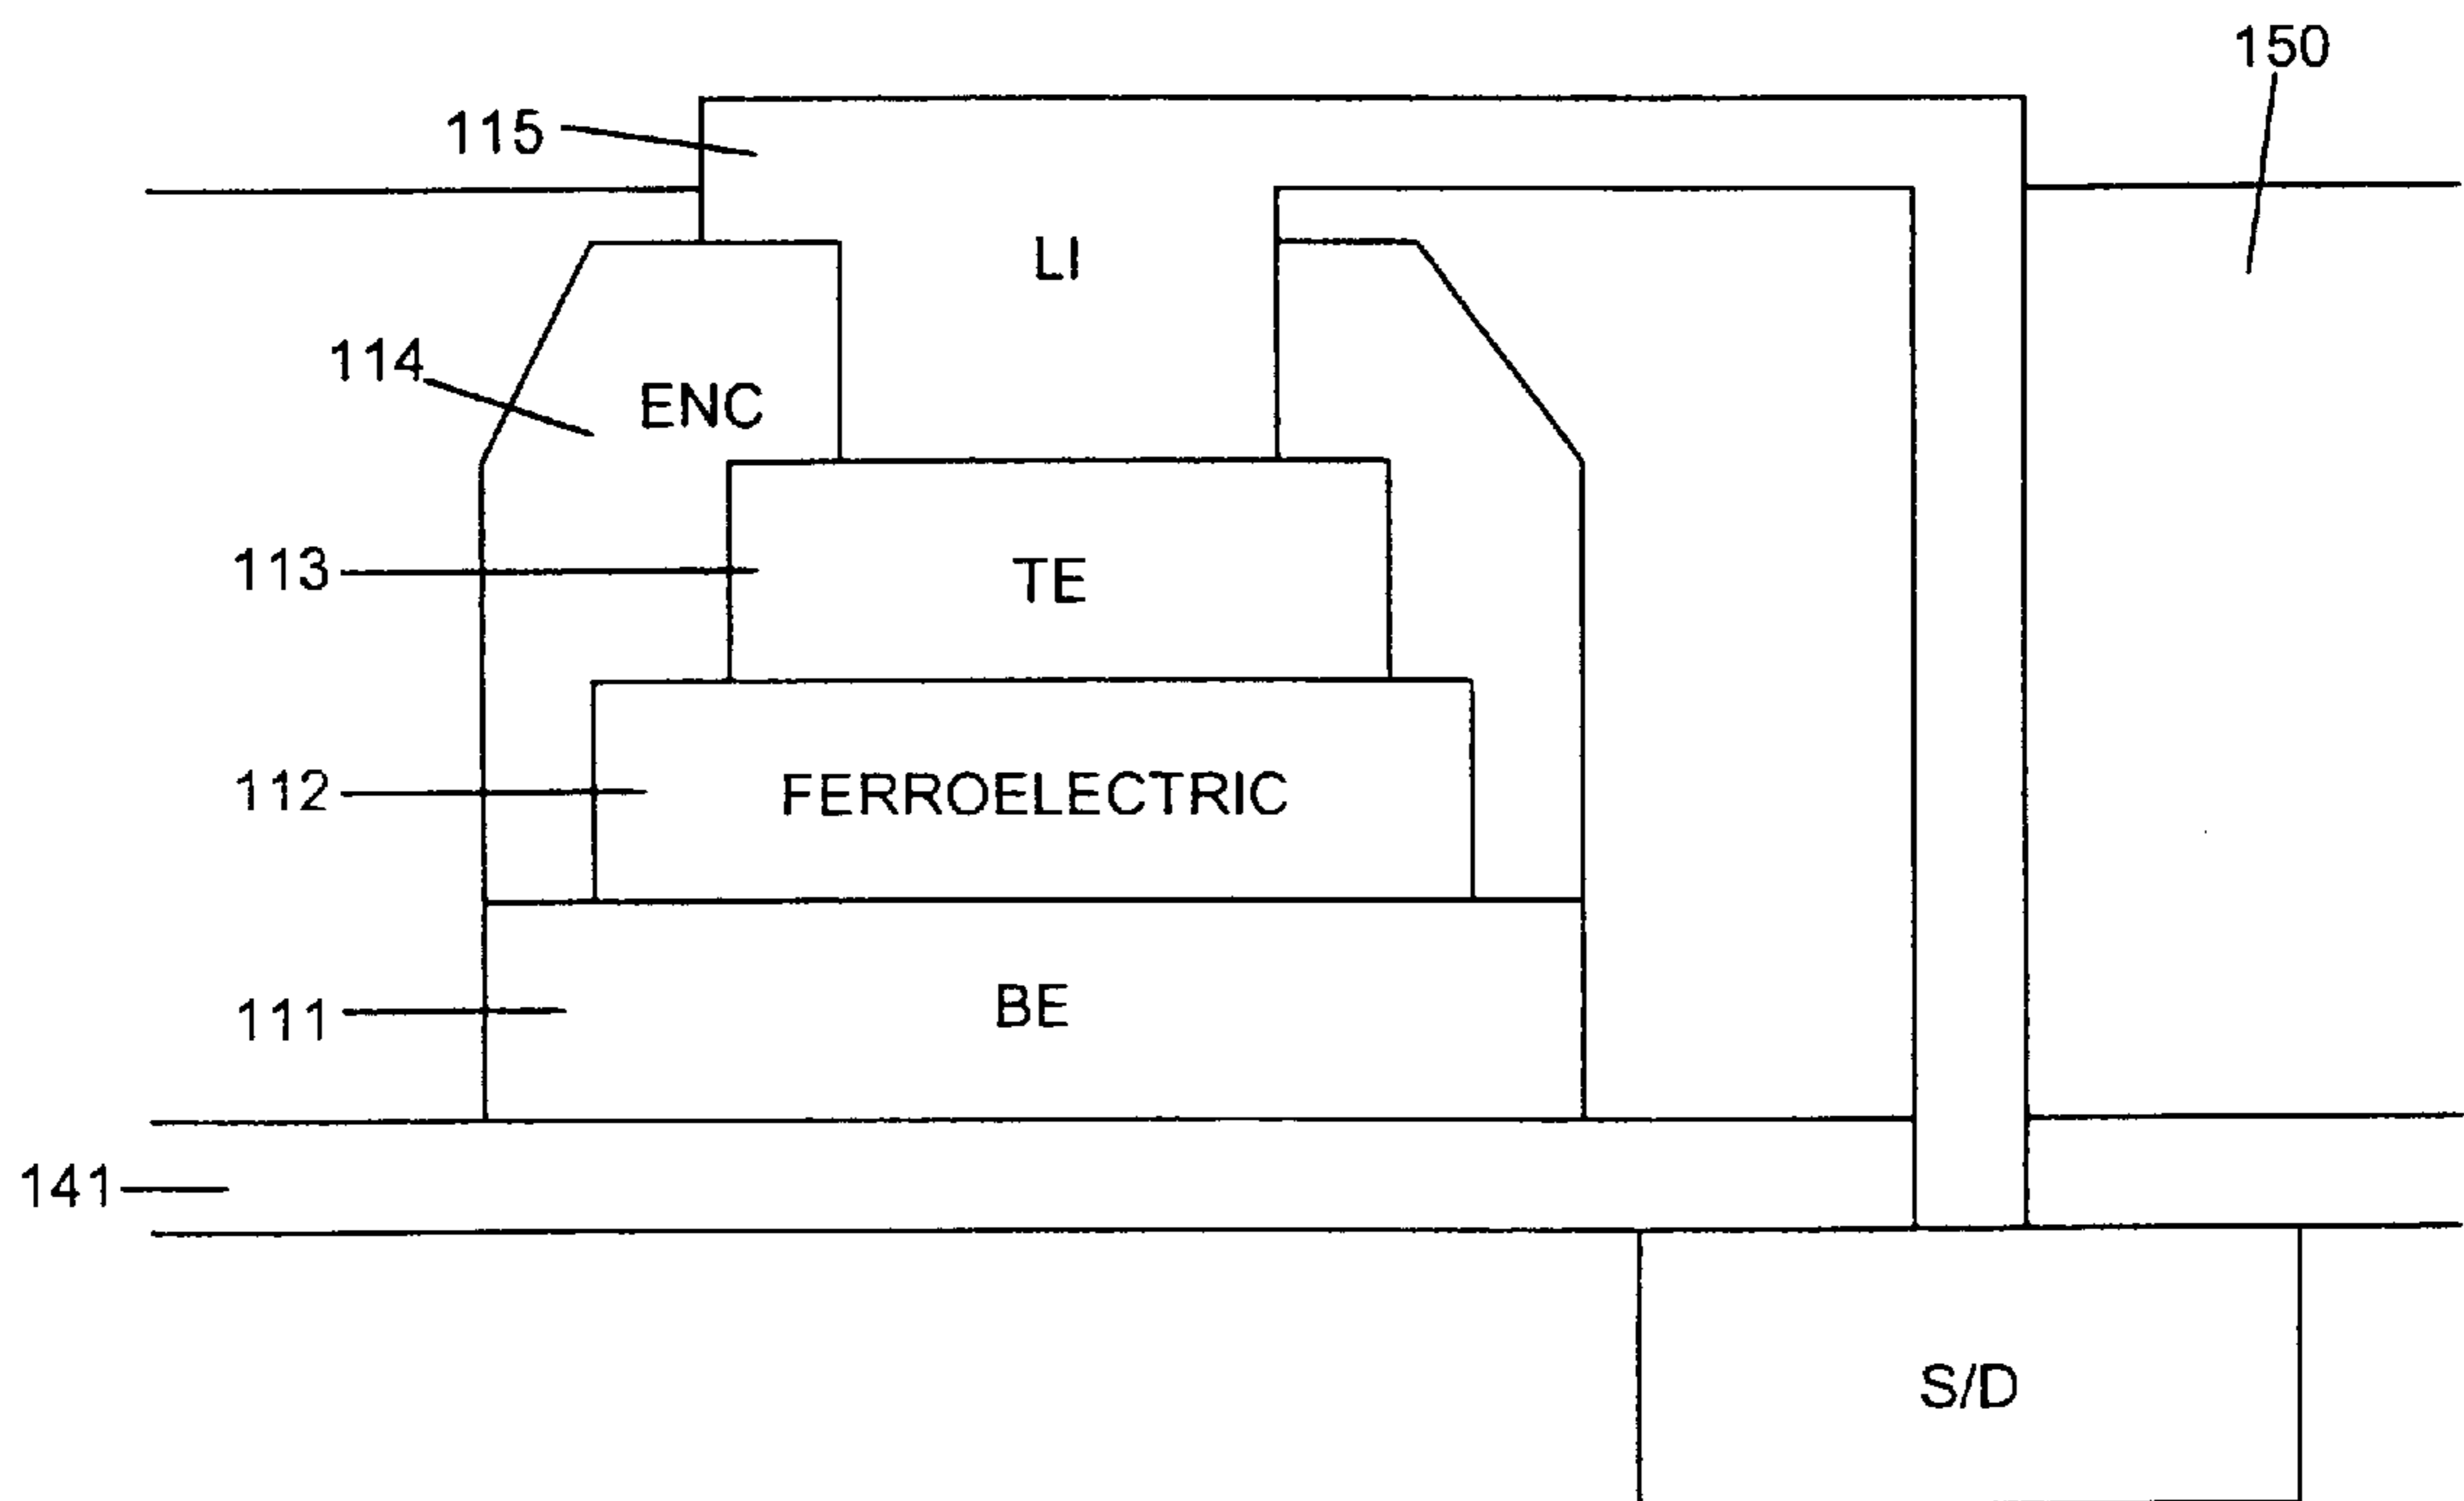 150
115
LI
114
ENC
113
TE
112
FERROELECTRIC
111
BE
141
S/D